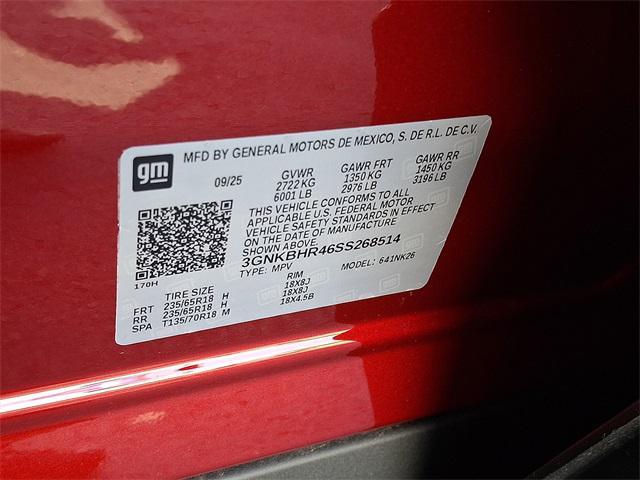 gm
MFD BY GENERAL MOTORS DE MEXICO, S. DE R.L. DE C.V.
09/25 GVWR GAWR FRT GAWR RR
2722 KG 1350 KG 1450 KG
6001 LB 2976 LB 3196 LB
THIS VEHICLE CONFORMS TO ALL
APPLICABLE U.S. FEDERAL MOTOR
VEHICLE SAFETY STANDARDS IN EFFECT
ON THE DATE OF MANUFACTURE
SHOWN ABOVE.
3GNKBHR46SS268514
170H TYPE: MPV MODEL: 641NK26
TIRE SIZE RIM
FRT 235/65R18 H 18X8J
RR 235/65R18 H 18X8J
SPA T135/70R18 M 18X4.5B